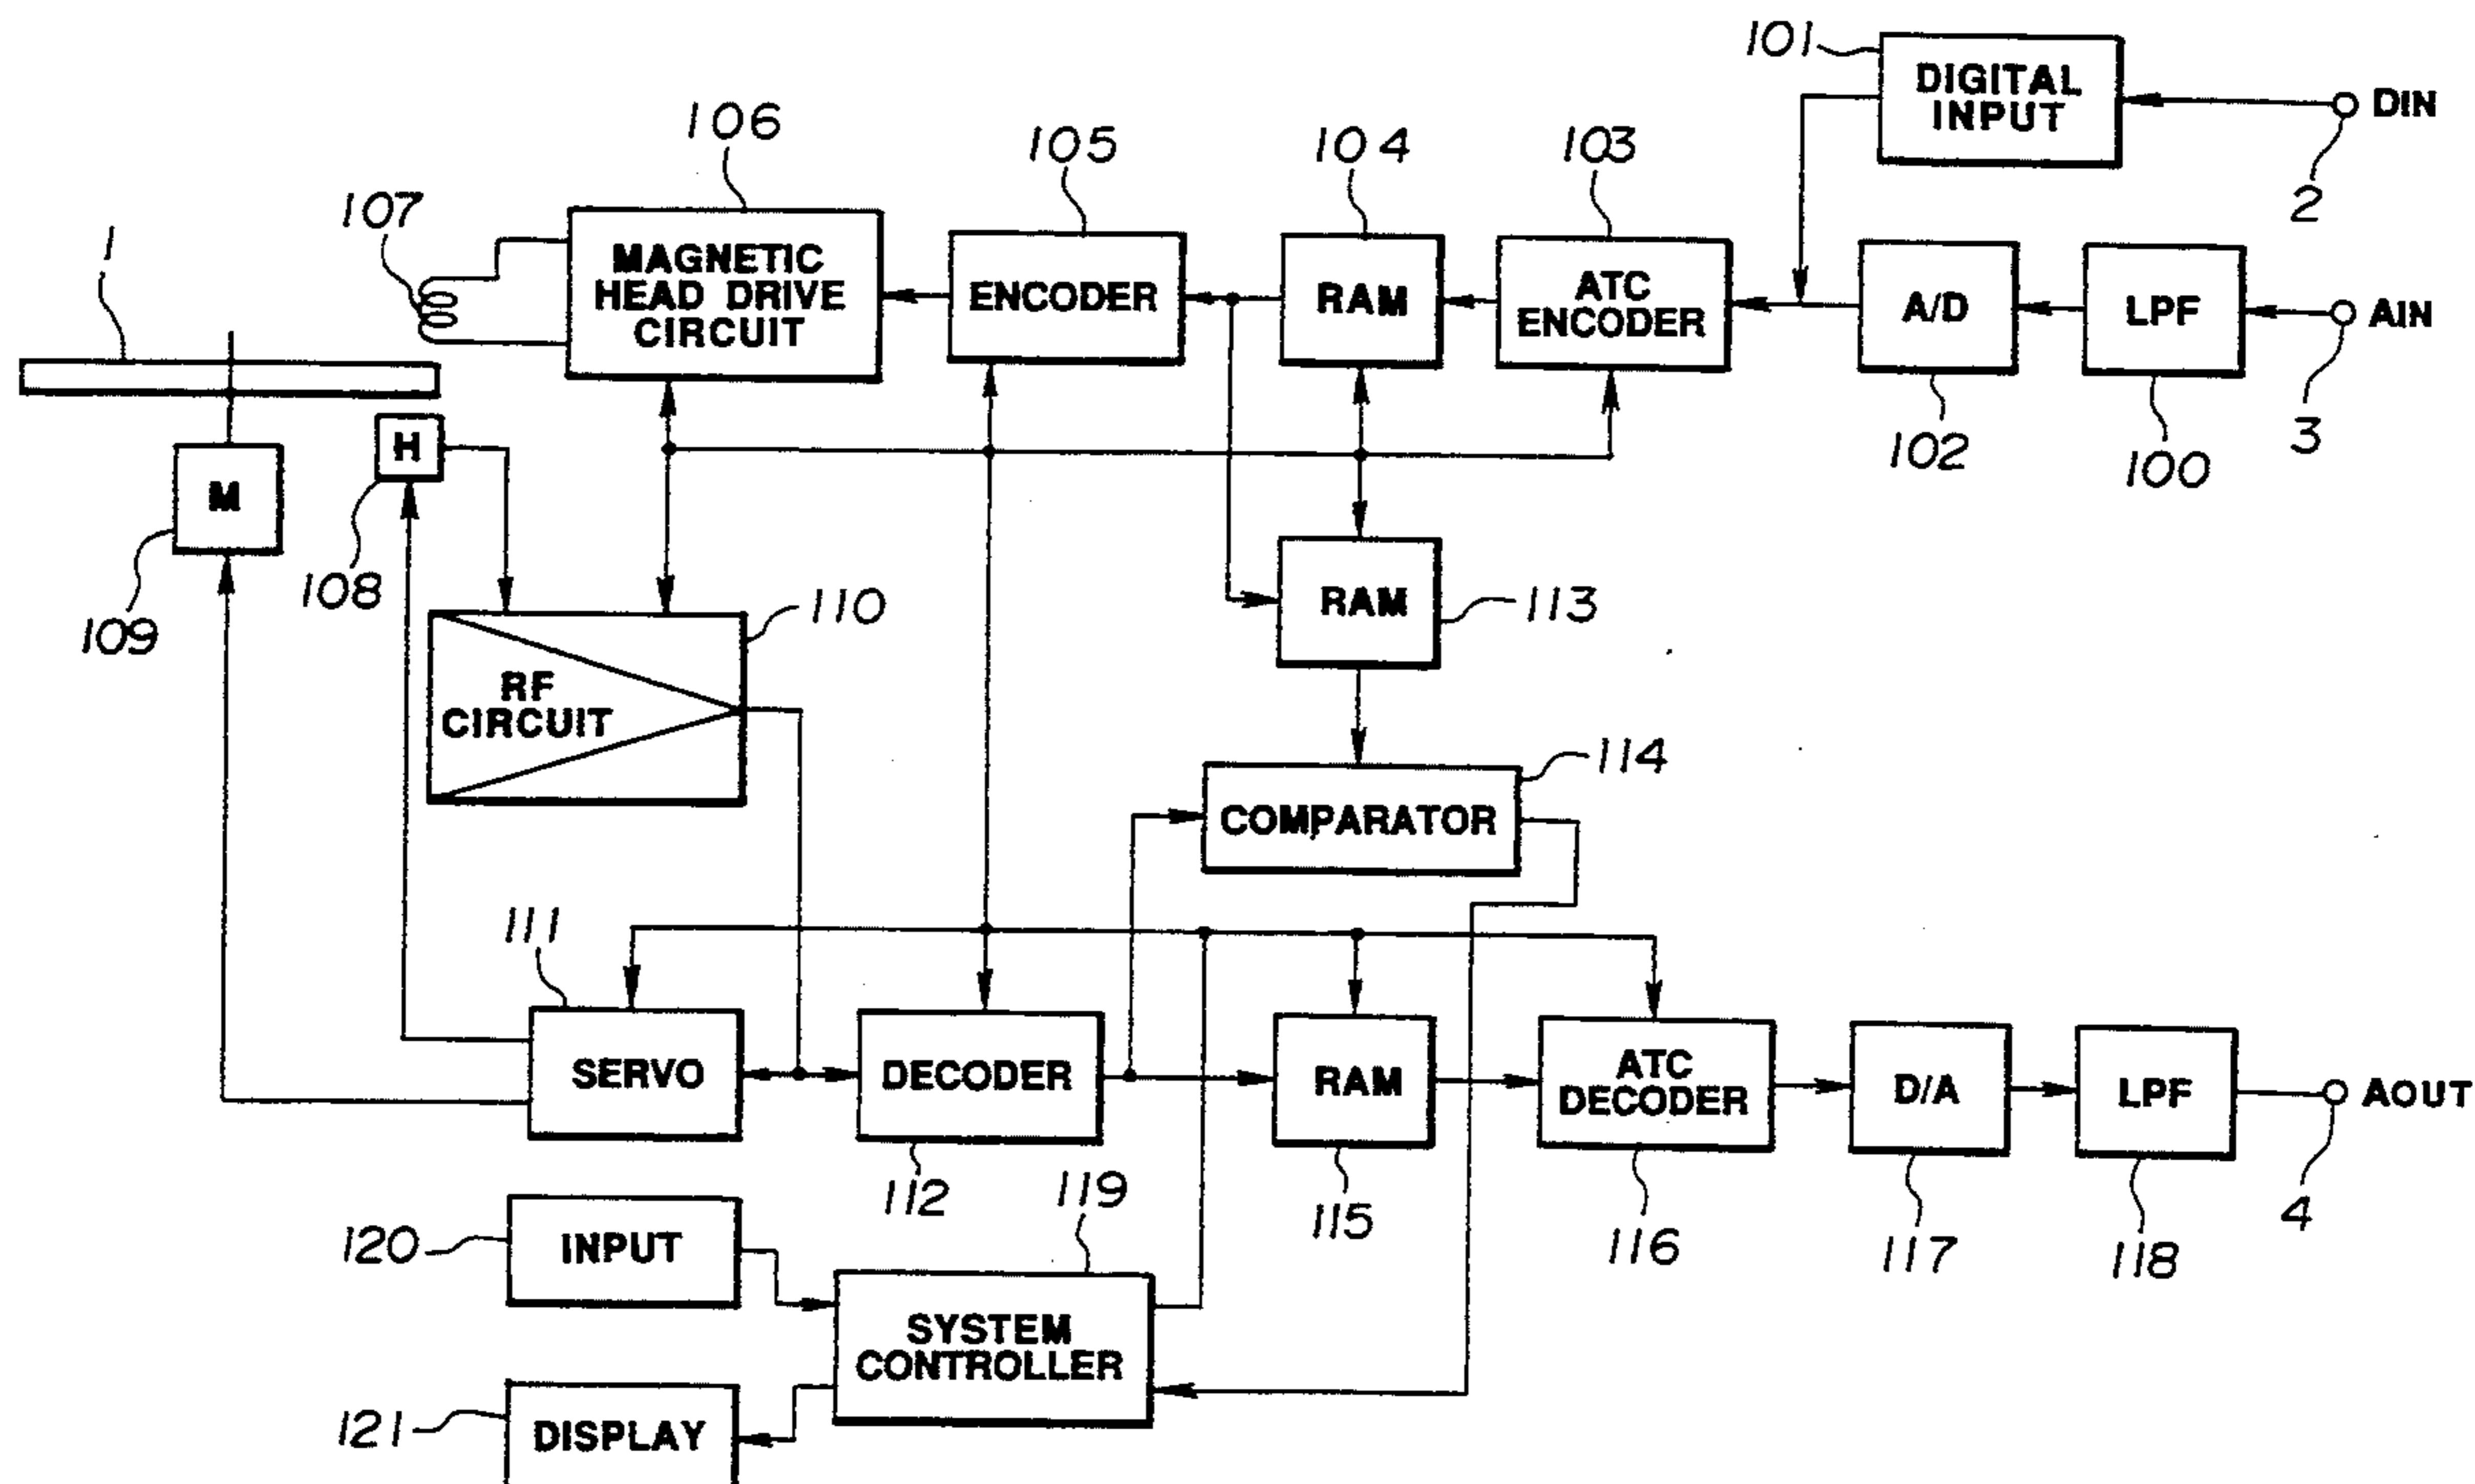 101
DIGITAL
INPUT
DIN
2
106
105
104
103
107
1
MAGNETIC
HEAD DRIVE
CIRCUIT
ENCODER
RAM
ATC
ENCODER
A/D
LPF
AIN
3
102
100
H
M
108
109
110
RAM
113
RF
CIRCUIT
114
COMPARATOR
111
SERVO
DECODER
RAM
ATC
DECODER
D/A
LPF
AOUT
4
112
119
115
116
117
118
120
INPUT
SYSTEM
CONTROLLER
121
DISPLAY